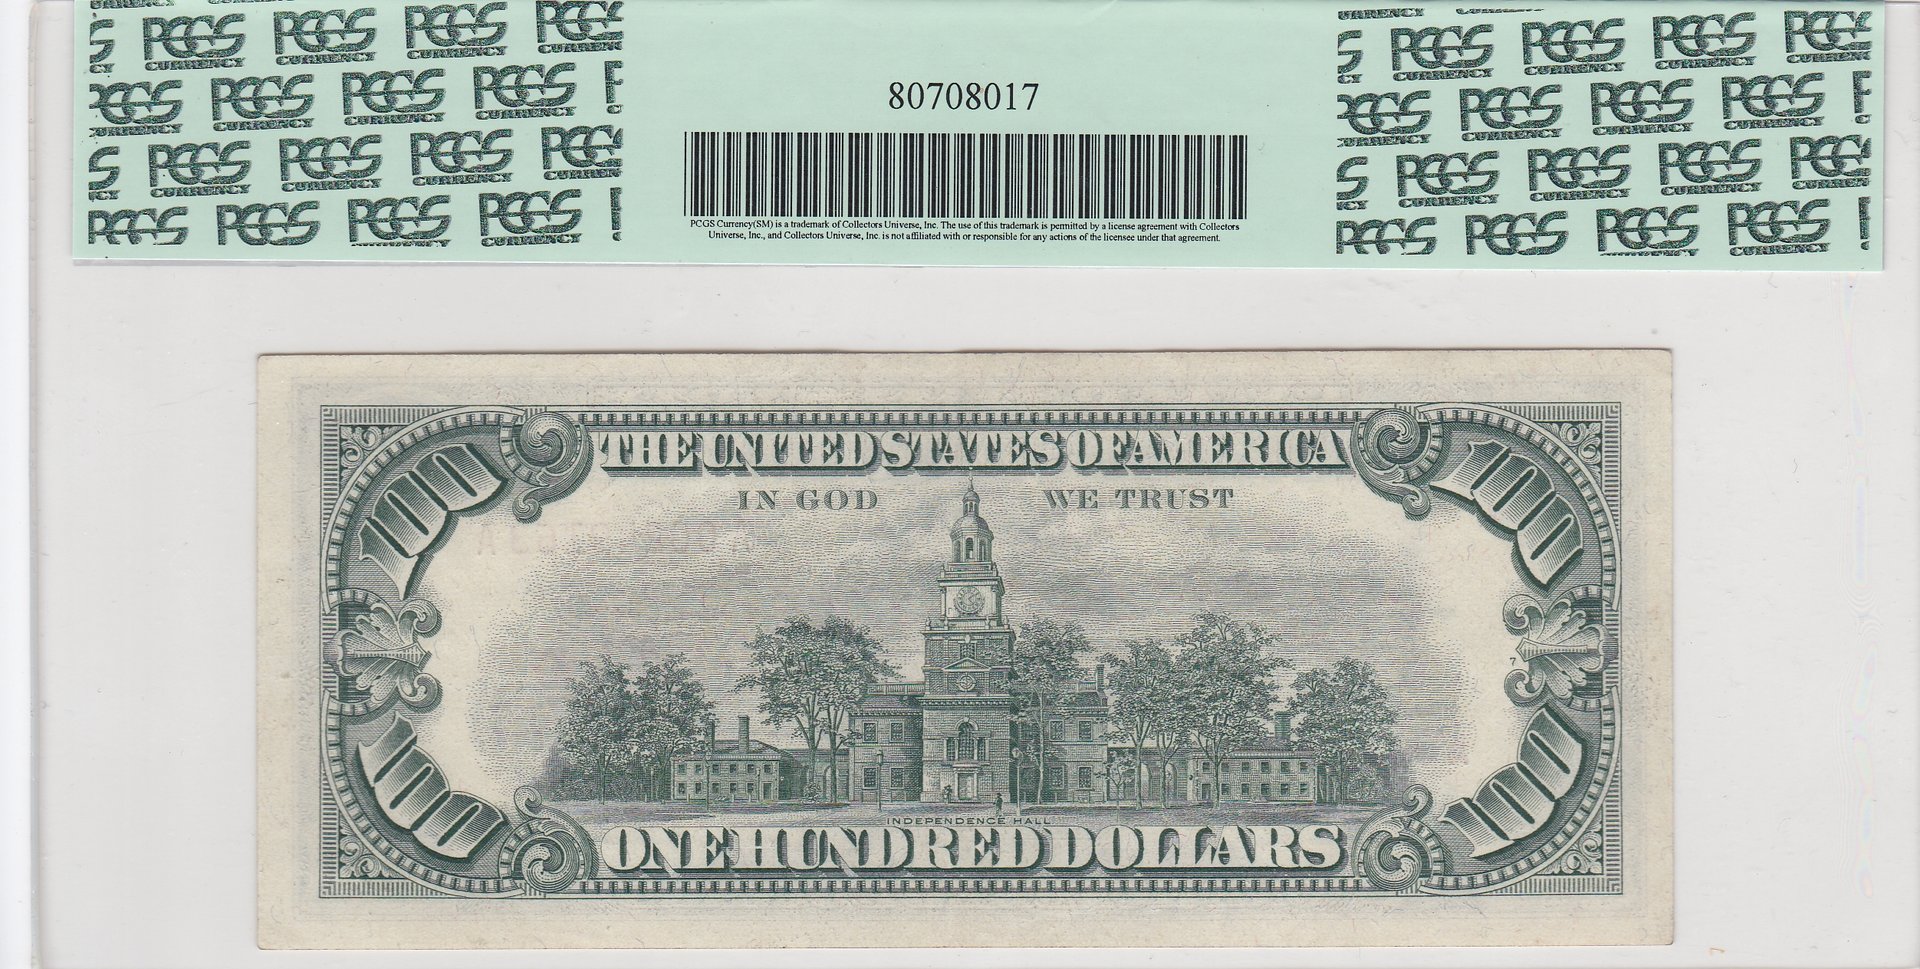 PCGS CURRENCY
80708017
PCGS Currency(SM) is a trademark of Collectors Universe, Inc. The use of this trademark is permitted by a license agreement with Collectors
Universe, Inc., and Collectors Universe, Inc. is not affiliated with or responsible for any actions of the licensee under that agreement.
100 THE UNITED STATES OF AMERICA 100
IN GOD WE TRUST
7
INDEPENDENCE HALL
100 ONE HUNDRED DOLLARS 100